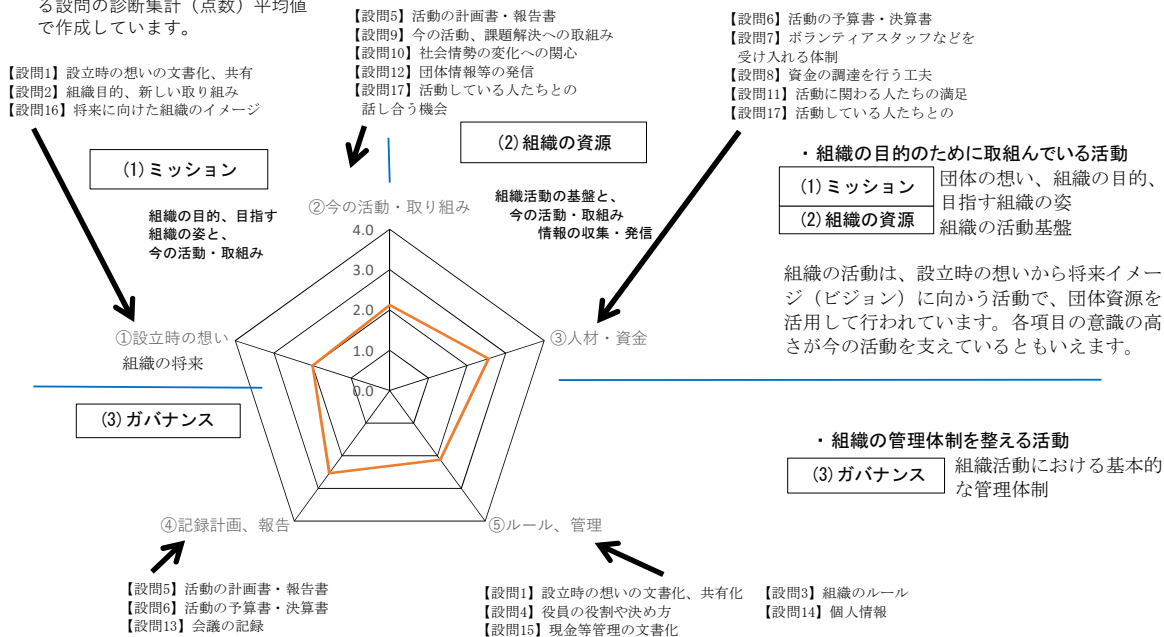 る設問の診断集計（点数）平均値
で作成しています。
【設問1】設立時の想いの文書化、共有
【設問2】組織目的、新しい取り組み
【設問16】将来に向けた組織のイメージ
【設問5】活動の計画書・報告書
【設問9】今の活動、課題解決への取組み
【設問10】社会情勢の変化への関心
【設問12】団体情報等の発信
【設問17】活動している人たちとの
話し合う機会
【設問6】活動の予算書・決算書
【設問7】ボランティアスタッフなどを
受け入れる体制
【設問8】資金の調達を行う工夫
【設問11】活動に関わる人たちの満足
【設問17】活動している人たちとの
(1)ミッション
組織の目的、目指す
組織の姿と、
今の活動・取組み
(2)組織の資源
組織活動の基盤と、
今の活動・取組み
情報の収集・発信
②今の活動・取り組み
4.0
3.0
2.0
1.0
0.0
①設立時の想い
組織の将来
③人材・資金
(3)ガバナンス
④記録計画、報告
⑤ルール、管理
・組織の目的のために取組んでいる活動
(1)ミッション
団体の想い、組織の目的、
目指す組織の姿
(2)組織の資源
組織の活動基盤
組織の活動は、設立時の想いから将来イメー
ジ（ビジョン）に向かう活動で、団体資源を
活用して行われています。各項目の意識の高
さが今の活動を支えているともいえます。
・組織の管理体制を整える活動
(3)ガバナンス
組織活動における基本的
な管理体制
【設問5】活動の計画書・報告書
【設問6】活動の予算書・決算書
【設問13】会議の記録
【設問1】設立時の想いの文書化、共有化
【設問4】役員の役割や決め方
【設問15】現金等管理の文書化
【設問3】組織のルール
【設問14】個人情報